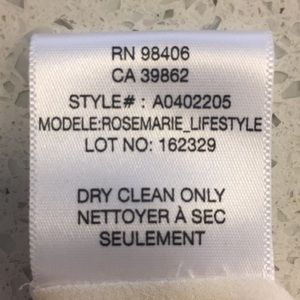 RN 98406
CA 39862
STYLE# : A0402205
MODELE:ROSEMARIE_LIFESTYLE
LOT NO: 162329
DRY CLEAN ONLY
NETTOYER À SEC
SEULEMENT